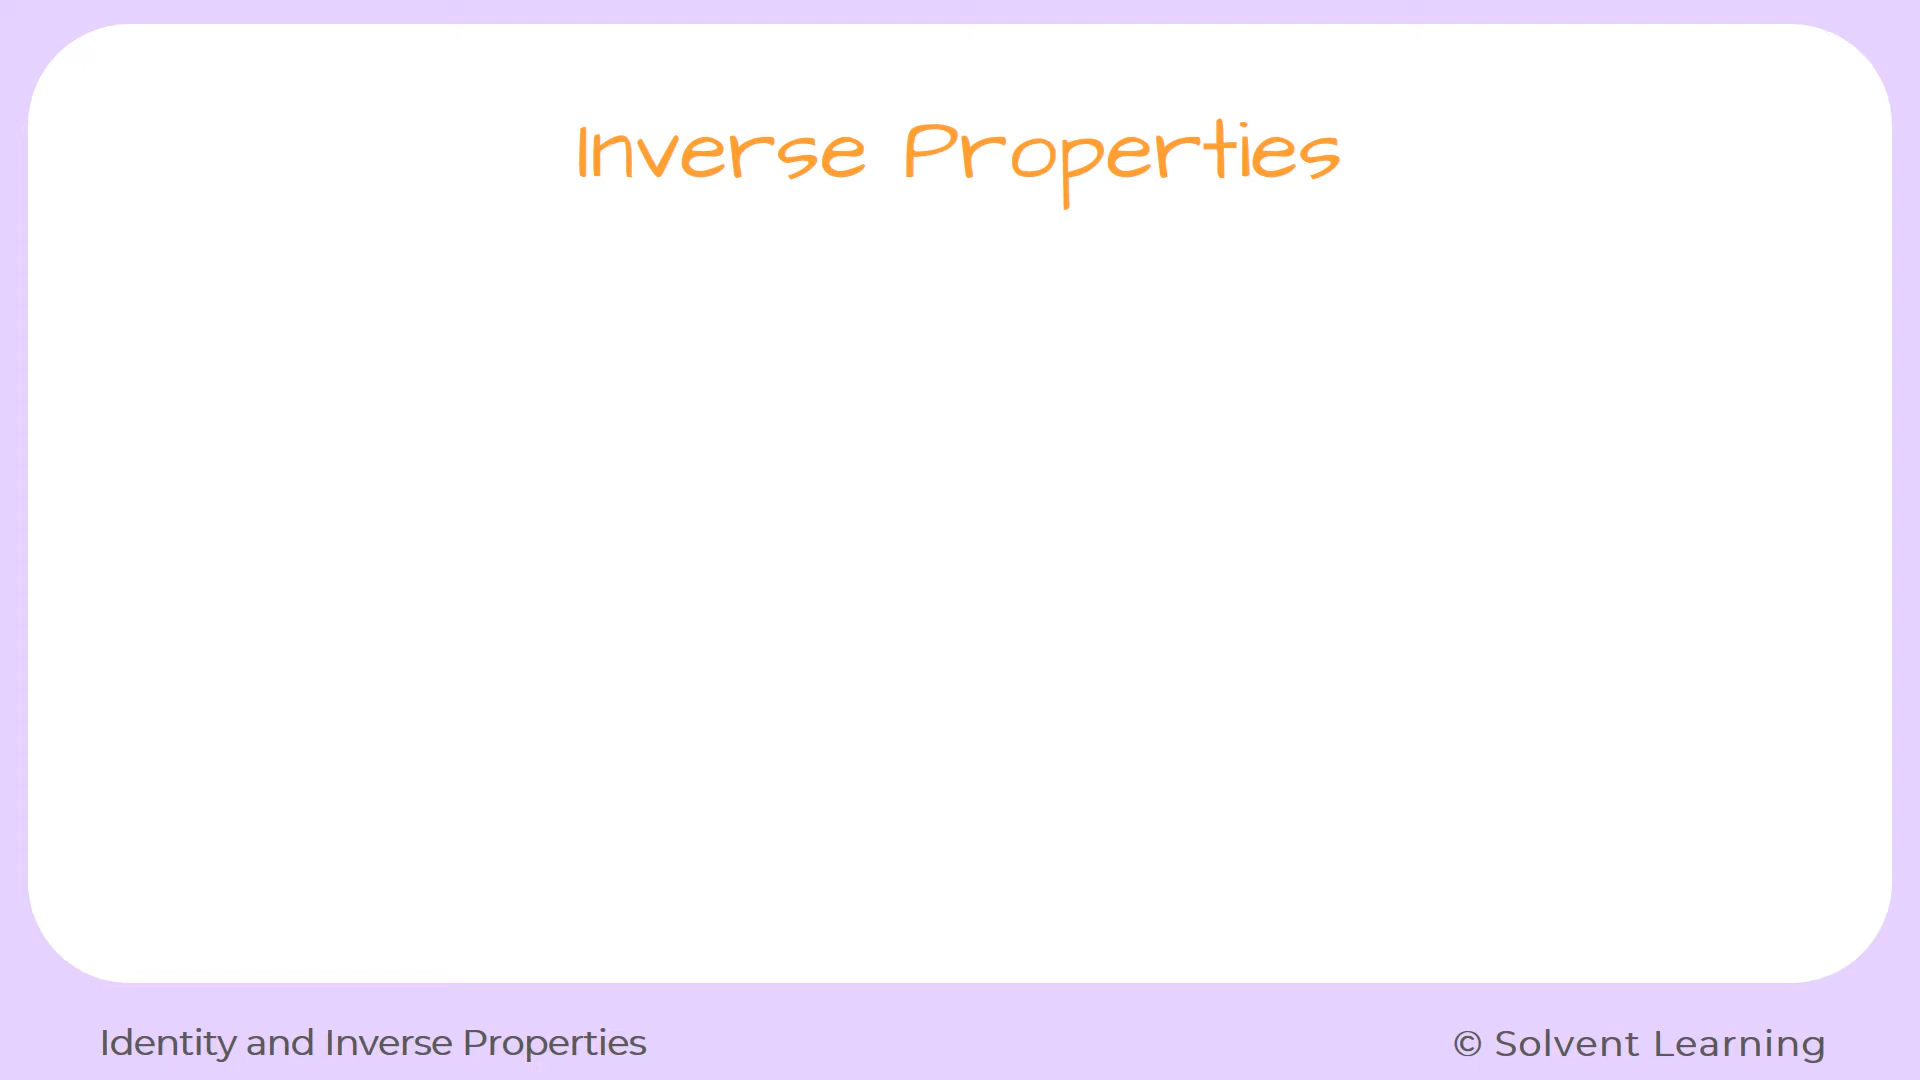 Inverse Properties
Identity and Inverse Properties
© Solvent Learning